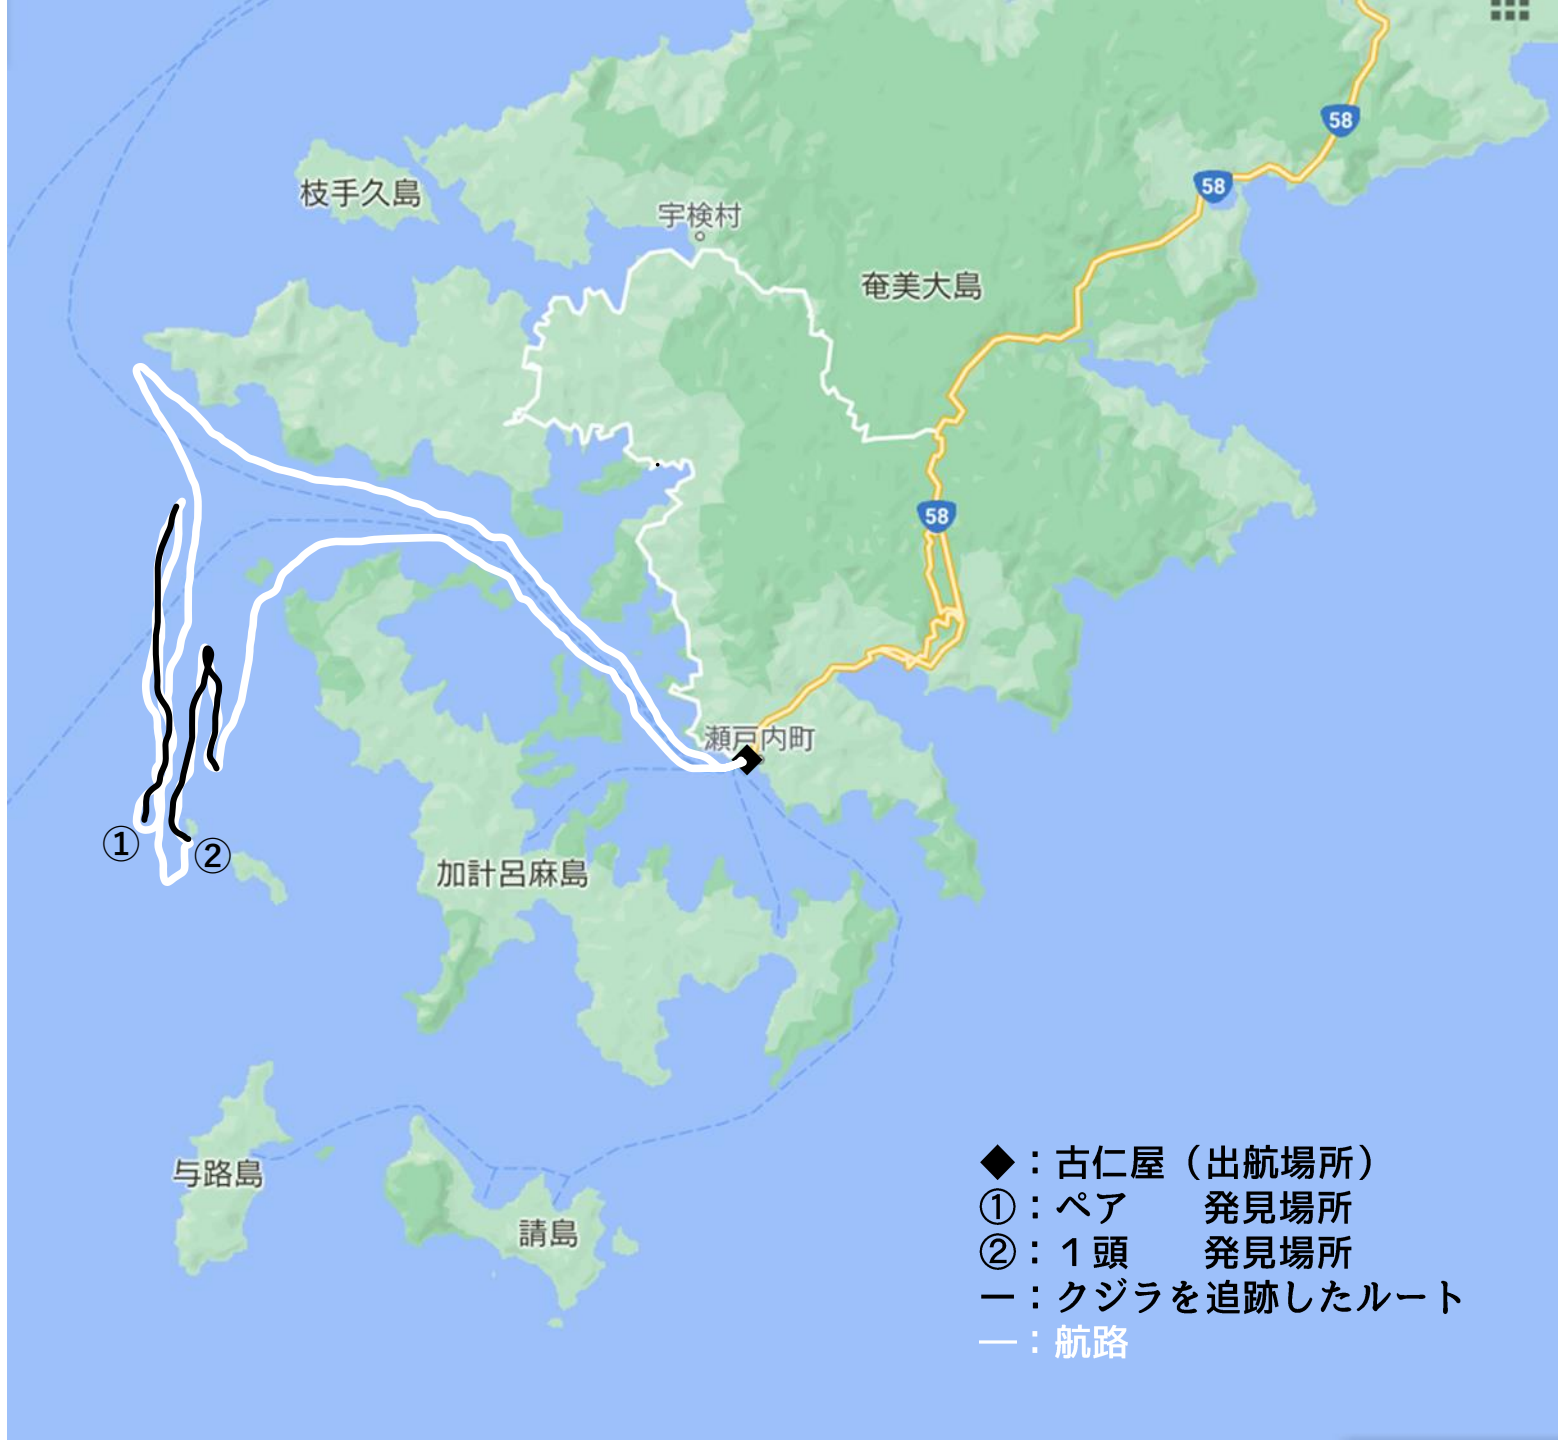 58
58
枝手久島
宇検村
奄美大島
58
瀬戸内町
①
②
加計呂麻島
与路島
請島
◆：古仁屋（出航場所）
①：ペア　　発見場所
②：１頭　　発見場所
ー：クジラを追跡したルート
―：航路